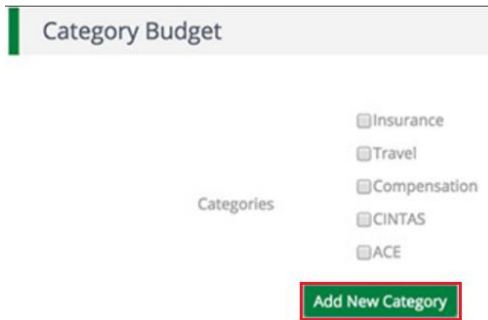 Category Budget
Insurance
Travel
Compensation
Categories
CINTAS
ACE
Add New Category